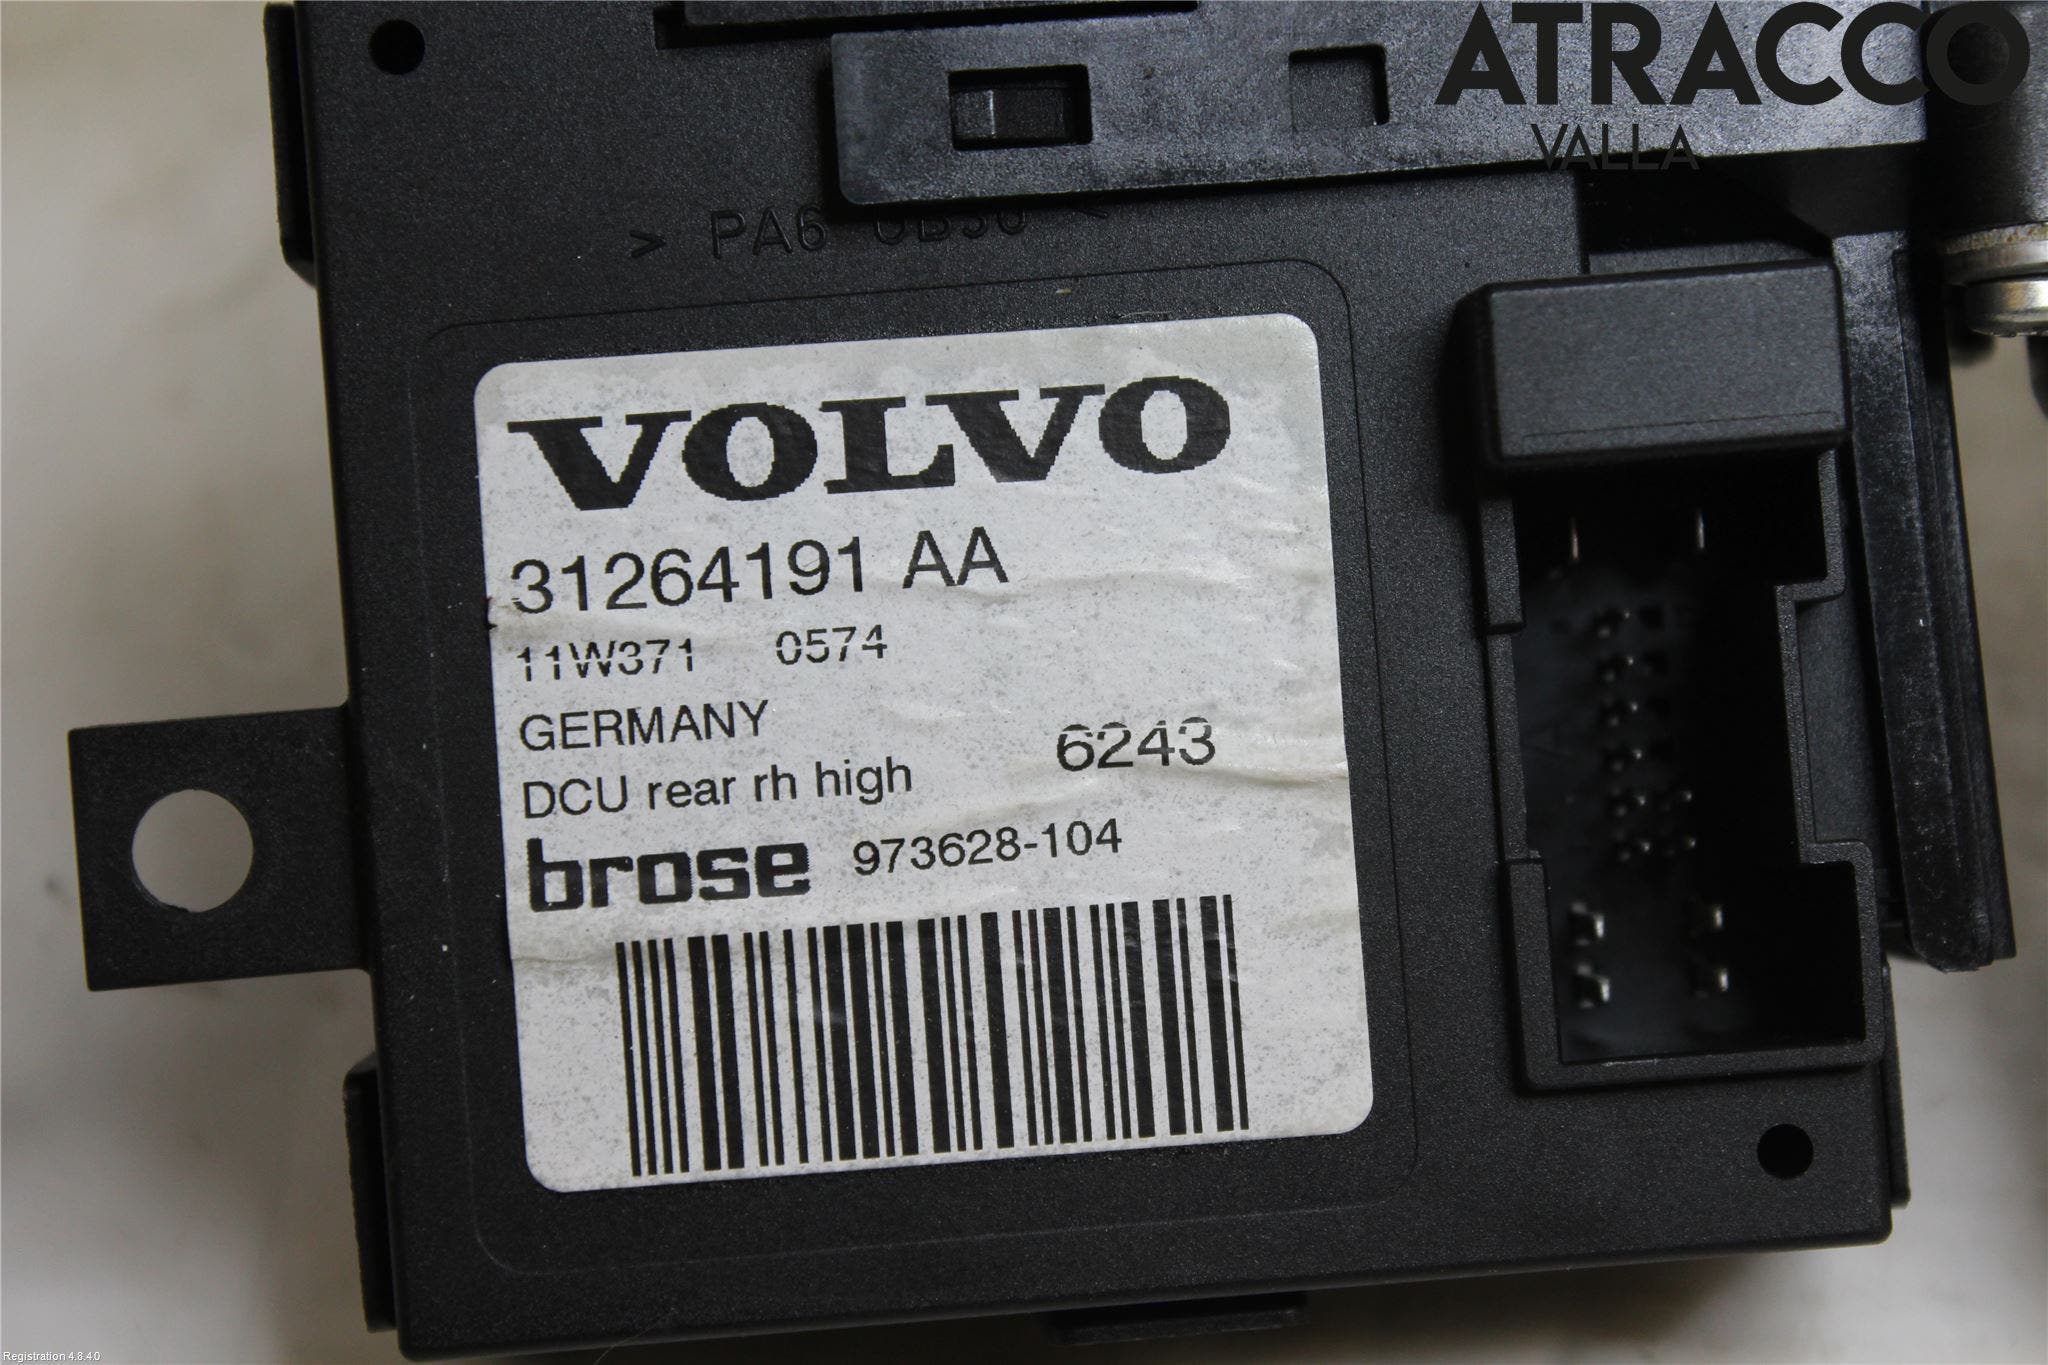 ATRACCO
VALLA
> PA6 GB30 <
VOLVO
31264191 AA
11W371 0574
GERMANY
DCU rear rh high 6243
brose 973628-104
Registration 4.8.4.0